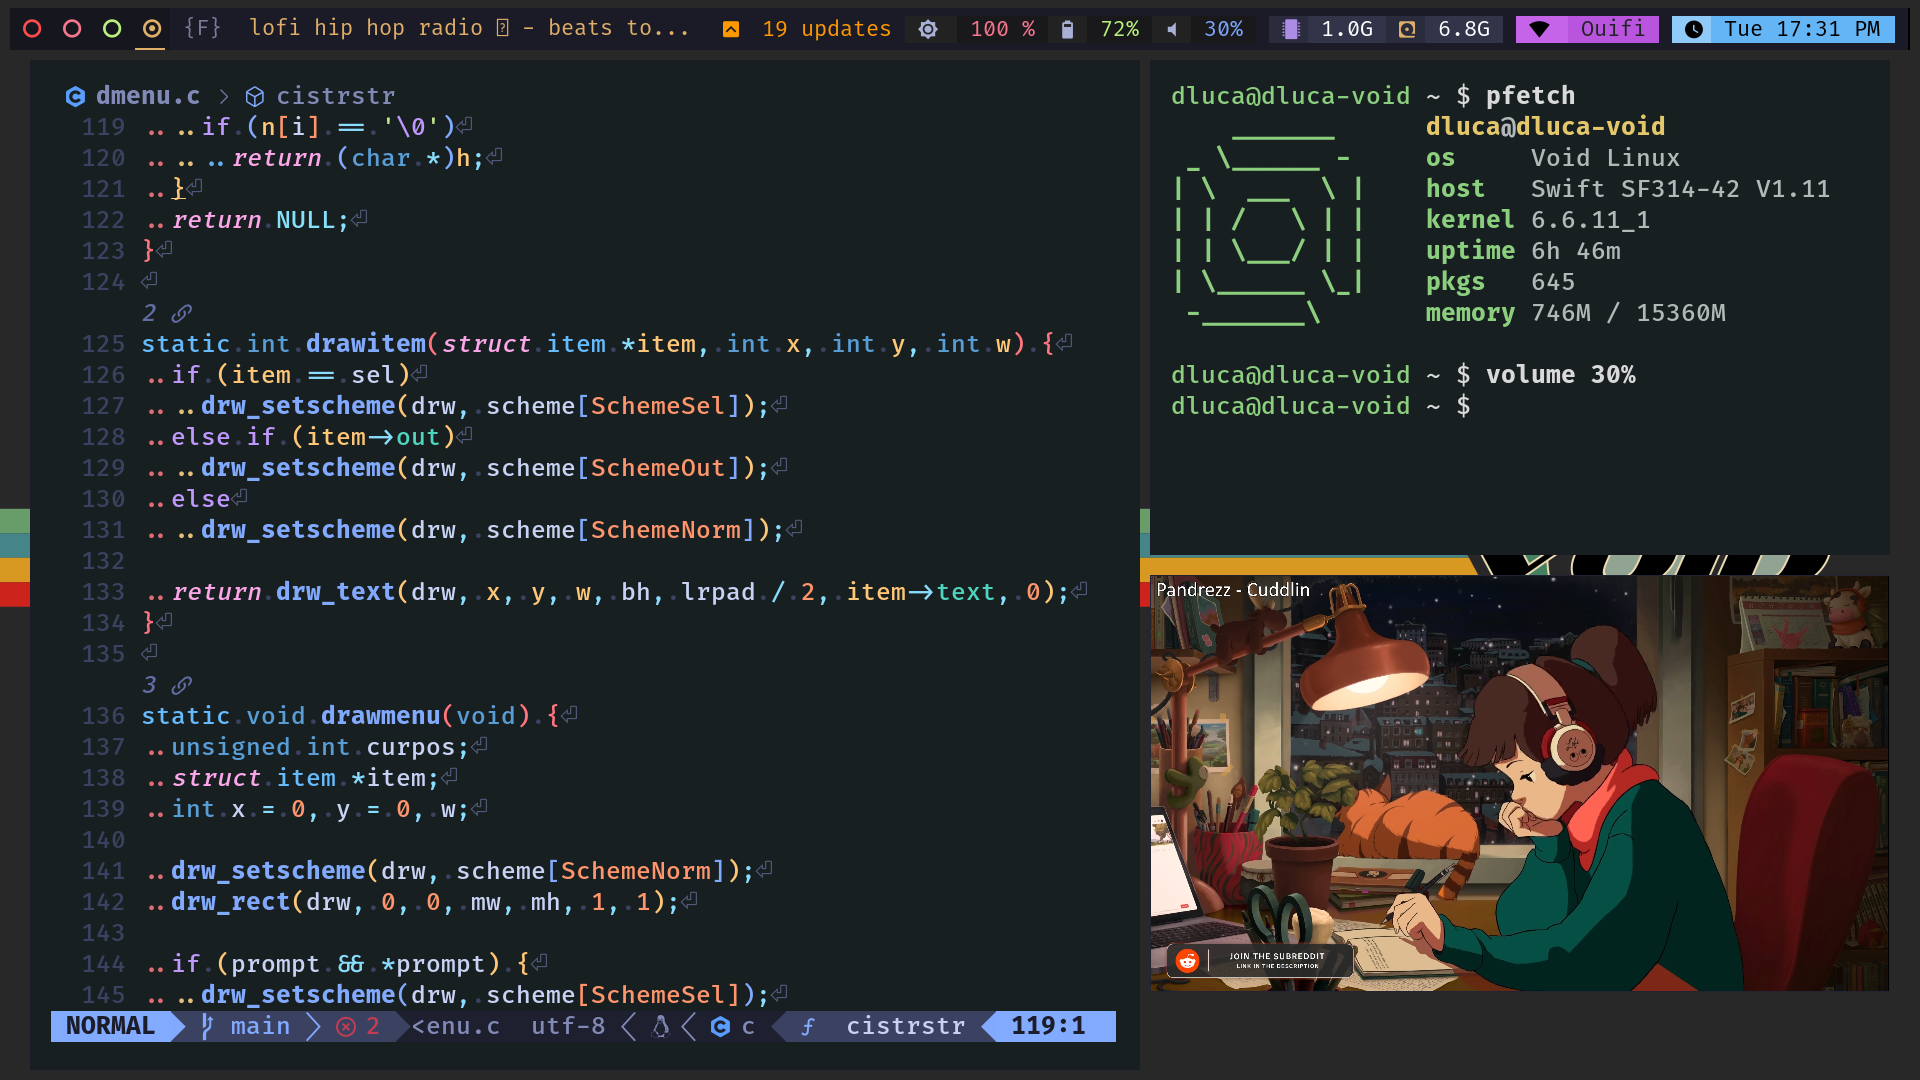 {F} lofi hip hop radio - beats to... 19 updates 100 % 72% 30% 1.0G 6.8G Ouifi Tue 17:31 PM
dmenu.c > cistrstr
119 if (n[i] == '\0')
120 return (char *)h;
121 }
122 return NULL;
123 }
124
2
125 static int drawitem(struct item *item, int x, int y, int w) {
126 if (item == sel)
127 drw_setscheme(drw, scheme[SchemeSel]);
128 else if (item->out)
129 drw_setscheme(drw, scheme[SchemeOut]);
130 else
131 drw_setscheme(drw, scheme[SchemeNorm]);
132
133 return drw_text(drw, x, y, w, bh, lrpad / 2, item->text, 0);
134 }
135
3
136 static void drawmenu(void) {
137 unsigned int curpos;
138 struct item *item;
139 int x = 0, y = 0, w;
140
141 drw_setscheme(drw, scheme[SchemeNorm]);
142 drw_rect(drw, 0, 0, mw, mh, 1, 1);
143
144 if (prompt && *prompt) {
145 drw_setscheme(drw, scheme[SchemeSel]);
NORMAL main 2 <enu.c utf-8 c cistrstr 119:1
dluca@dluca-void ~ $ pfetch
dluca@dluca-void
os Void Linux
host Swift SF314-42 V1.11
kernel 6.6.11_1
uptime 6h 46m
pkgs 645
memory 746M / 15360M
dluca@dluca-void ~ $ volume 30%
dluca@dluca-void ~ $
Pandrezz - Cuddlin
JOIN THE SUBREDDIT
LINK IN THE DESCRIPTION